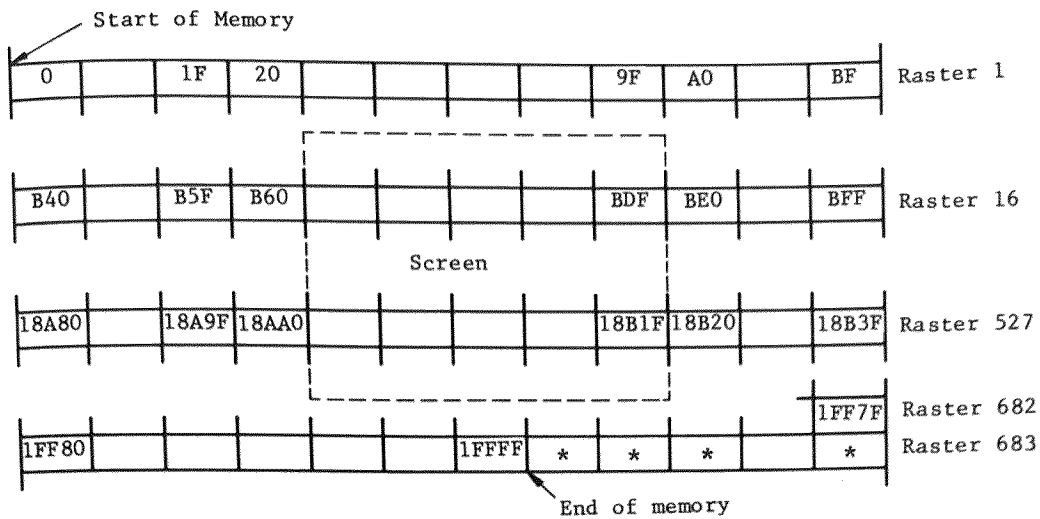 Start of Memory
0 1F 20 9F A0 BF Raster 1
B40 B5F B60 BDF BE0 BFF Raster 16
Screen
18A80 18A9F 18AA0 18B1F 18B20 18B3F Raster 527
1FF7F Raster 682
1FF80 1FFFF * * * * Raster 683
End of memory